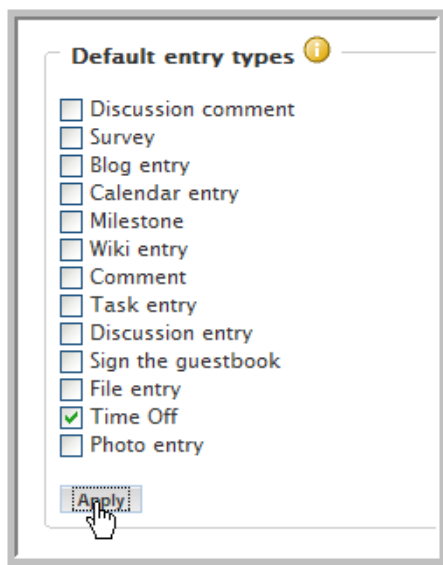 Default entry types
Discussion comment
Survey
Blog entry
Calendar entry
Milestone
Wiki entry
Comment
Task entry
Discussion entry
Sign the guestbook
File entry
Time Off
Photo entry
Apply